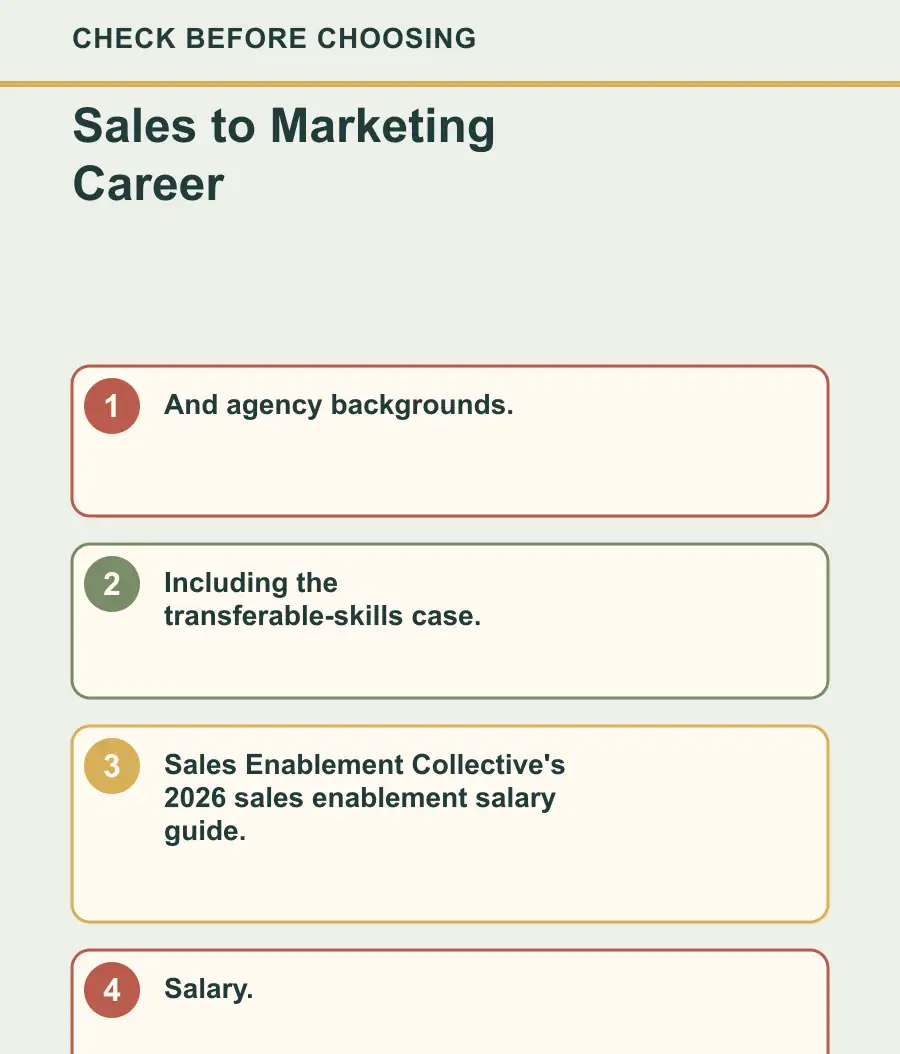 CHECK BEFORE CHOOSING
Sales to Marketing
Career
1
And agency backgrounds.
2
Including the
transferable-skills case.
3
Sales Enablement Collective's
2026 sales enablement salary
guide.
4
Salary.